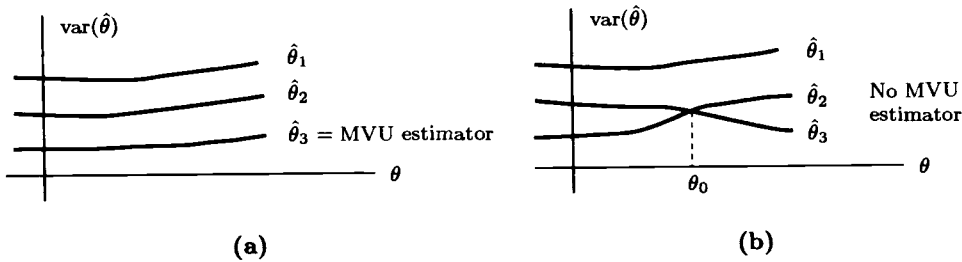 var(θ̂)
θ̂₁
θ̂₂
θ̂₃ = MVU estimator
θ
(a)
var(θ̂)
θ̂₁
θ̂₂
θ̂₃
No MVU
estimator
θ₀
θ
(b)